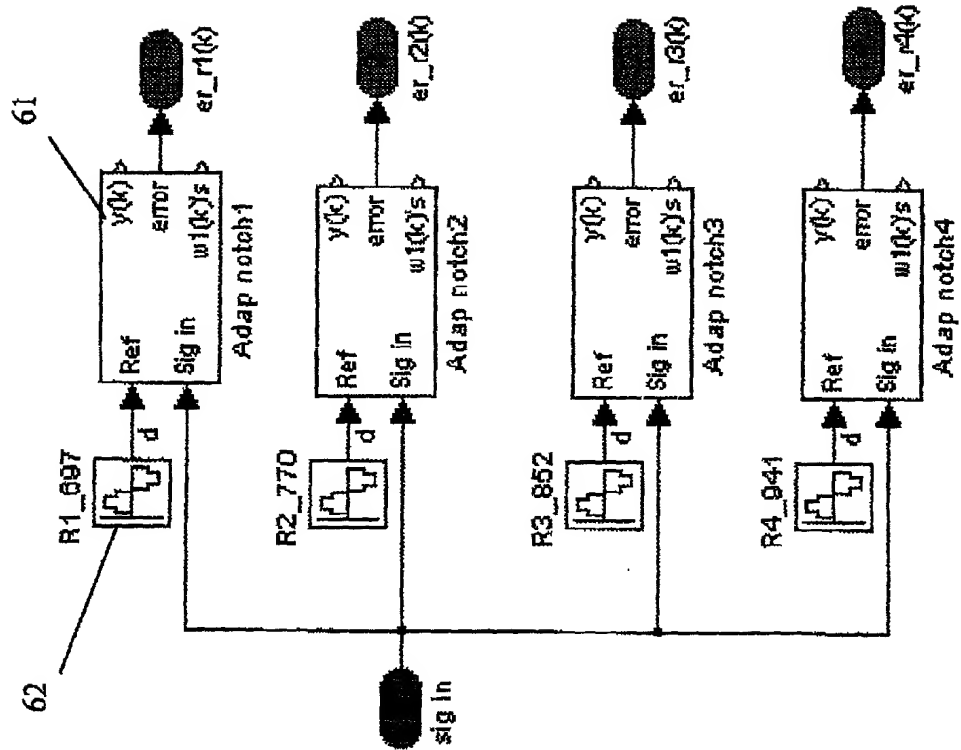 61
62
R1_697
Ref
Sig in
y(k)
error
w1(k)'s
d
Adap notch1
er_r1(k)
R2_770
Ref
Sig in
y(k)
error
w1(k)'s
d
Adap notch2
er_r2(k)
sig in
R3_852
Ref
Sig in
y(k)
error
w1(k)'s
d
Adap notch3
er_r3(k)
R4_941
Ref
Sig in
y(k)
error
w1(k)'s
d
Adap notch4
er_r4(k)